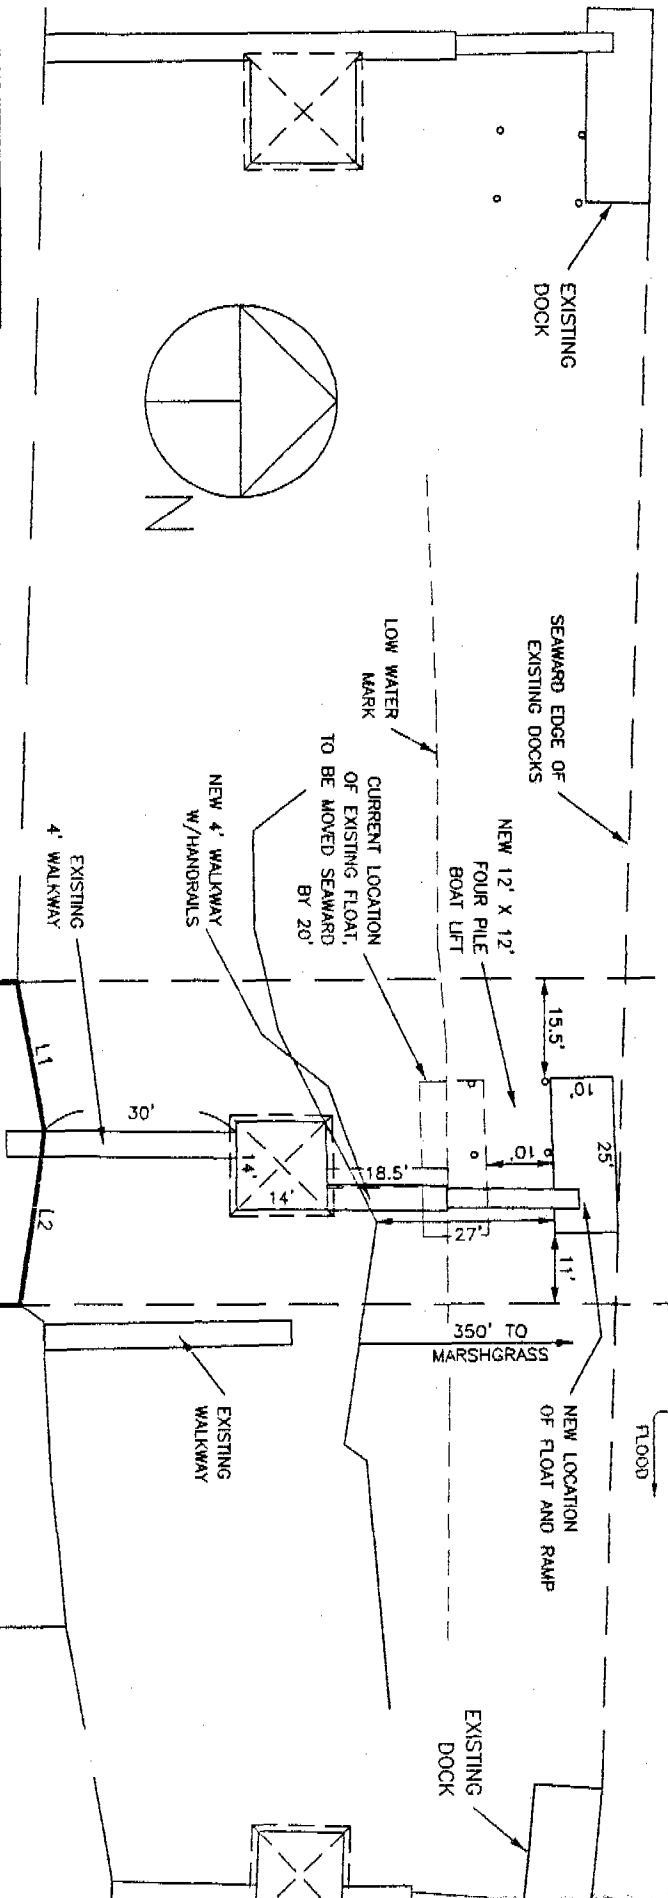 EXISTING
DOCK
N
SEAWARD EDGE OF
EXISTING DOCKS
LOW WATER
MARK
NEW 12' X 12'
FOUR PILE
BOAT LIFT
CURRENT LOCATION
OF EXISTING FLOAT,
TO BE MOVED SEAWARD
BY 20'
NEW 4' WALKWAY
W/HANDRAILS
EXISTING
4' WALKWAY
15.5'
10'
25'
10'
L1
30'
14'
14'
18.5'
27'
11'
L2
350' TO
MARSHGRASS
EXISTING
WALKWAY
NEW LOCATION
OF FLOAT AND RAMP
FLOOD
EXISTING
DOCK